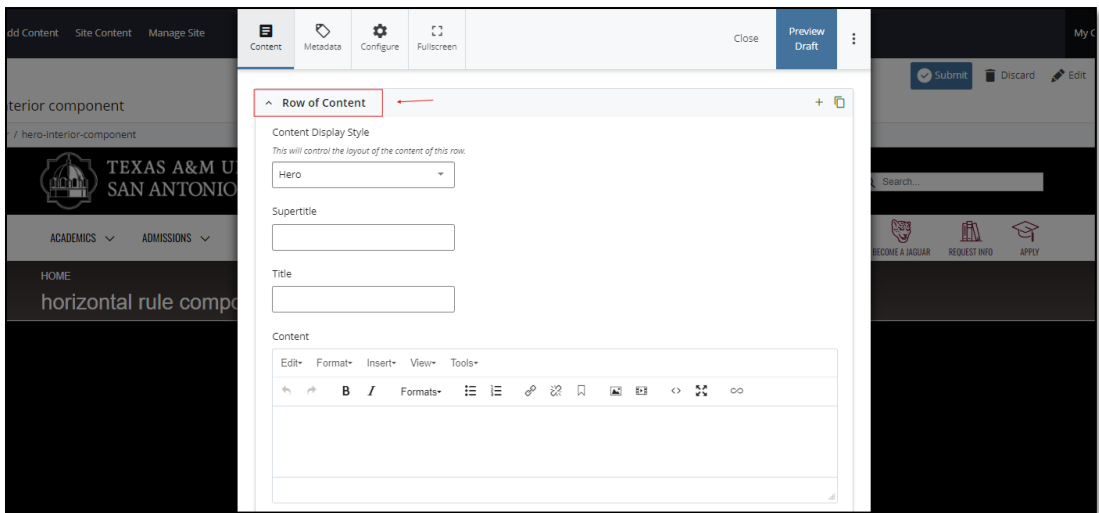 dd Content Site Content Manage Site
Content Metadata Configure Fullscreen
Close
Preview
Draft
My C
Submit Discard Edit
terior component
/ hero-interior-component
TEXAS A&M U
SAN ANTONIO
Search...
ACADEMICS ADMISSIONS
BECOME A JAGUAR REQUEST INFO APPLY
HOME
horizontal rule compo
Row of Content
Content Display Style
This will control the layout of the content of this row.
Hero
Supertitle
Title
Content
Edit Format Insert View Tools
B I Formats